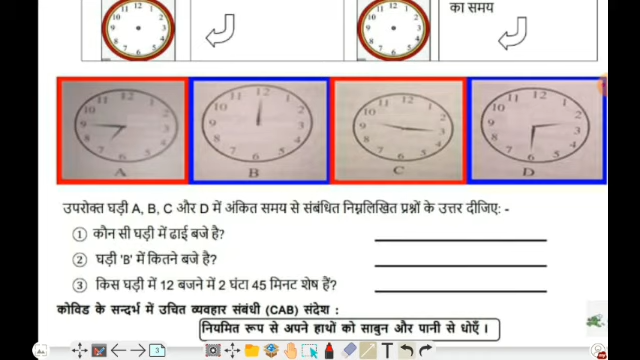 का समय
A
B
C
D
उपरोक्त घड़ी A, B, C और D में अंकित समय से संबंधित निम्नलिखित प्रश्नों के उत्तर दीजिए: -
① कौन सी घड़ी में ढाई बजे है?
② घड़ी 'B' में कितने बजे है?
③ किस घड़ी में 12 बजने में 2 घंटा 45 मिनट शेष हैं?
कोविड के सन्दर्भ में उचित व्यवहार संबंधी (CAB) संदेश :
नियमित रूप से अपने हाथों को साबुन और पानी से धोएँ ।